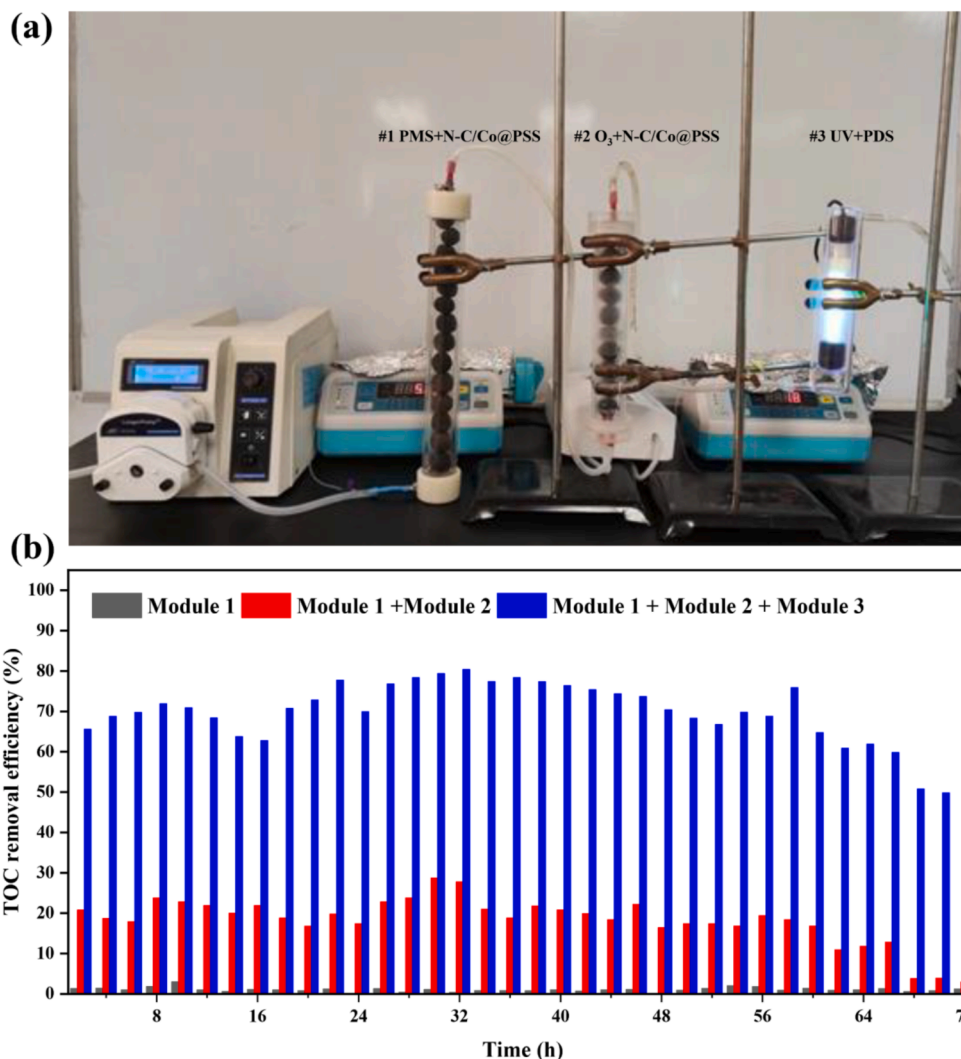 (a)
#1 PMS+N-C/Co@PSS #2 O₃+N-C/Co@PSS #3 UV+PDS
(b)
Module 1 Module 1 +Module 2 Module 1 + Module 2 + Module 3
TOC removal efficiency (%)
100
90
80
70
60
50
40
30
20
10
0
8 16 24 32 40 48 56 64 7
Time (h)